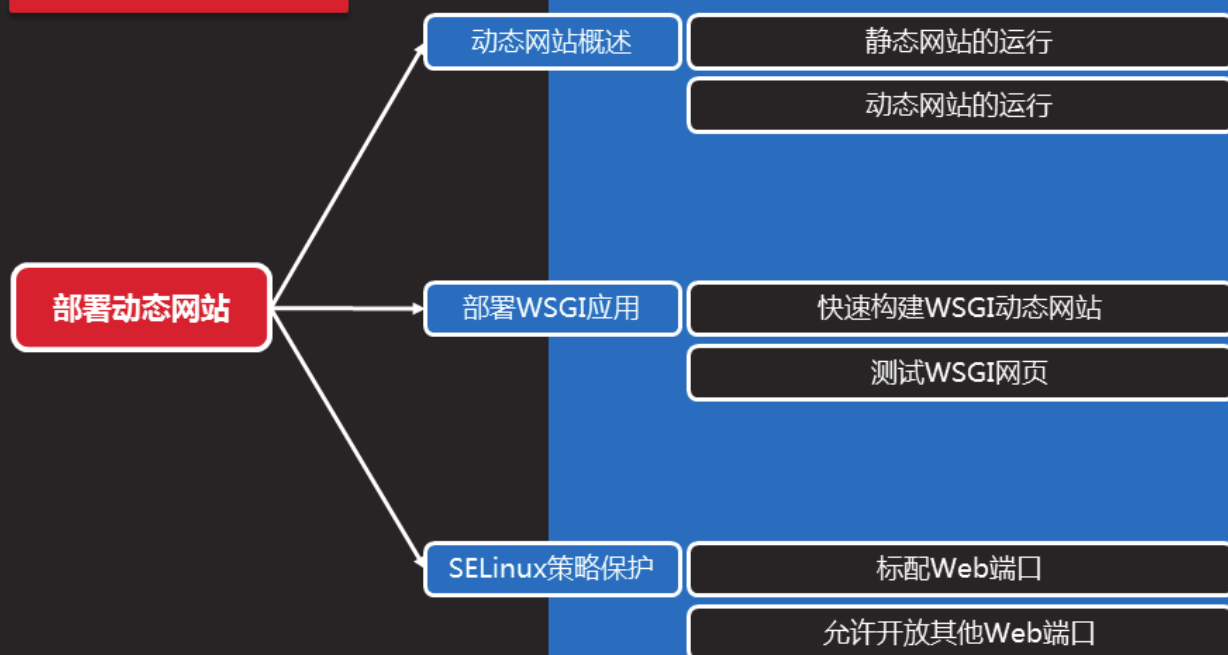 动态网站概述
静态网站的运行
动态网站的运行
部署动态网站
部署WSGI应用
快速构建WSGI动态网站
测试WSGI网页
SELinux策略保护
标配Web端口
允许开放其他Web端口